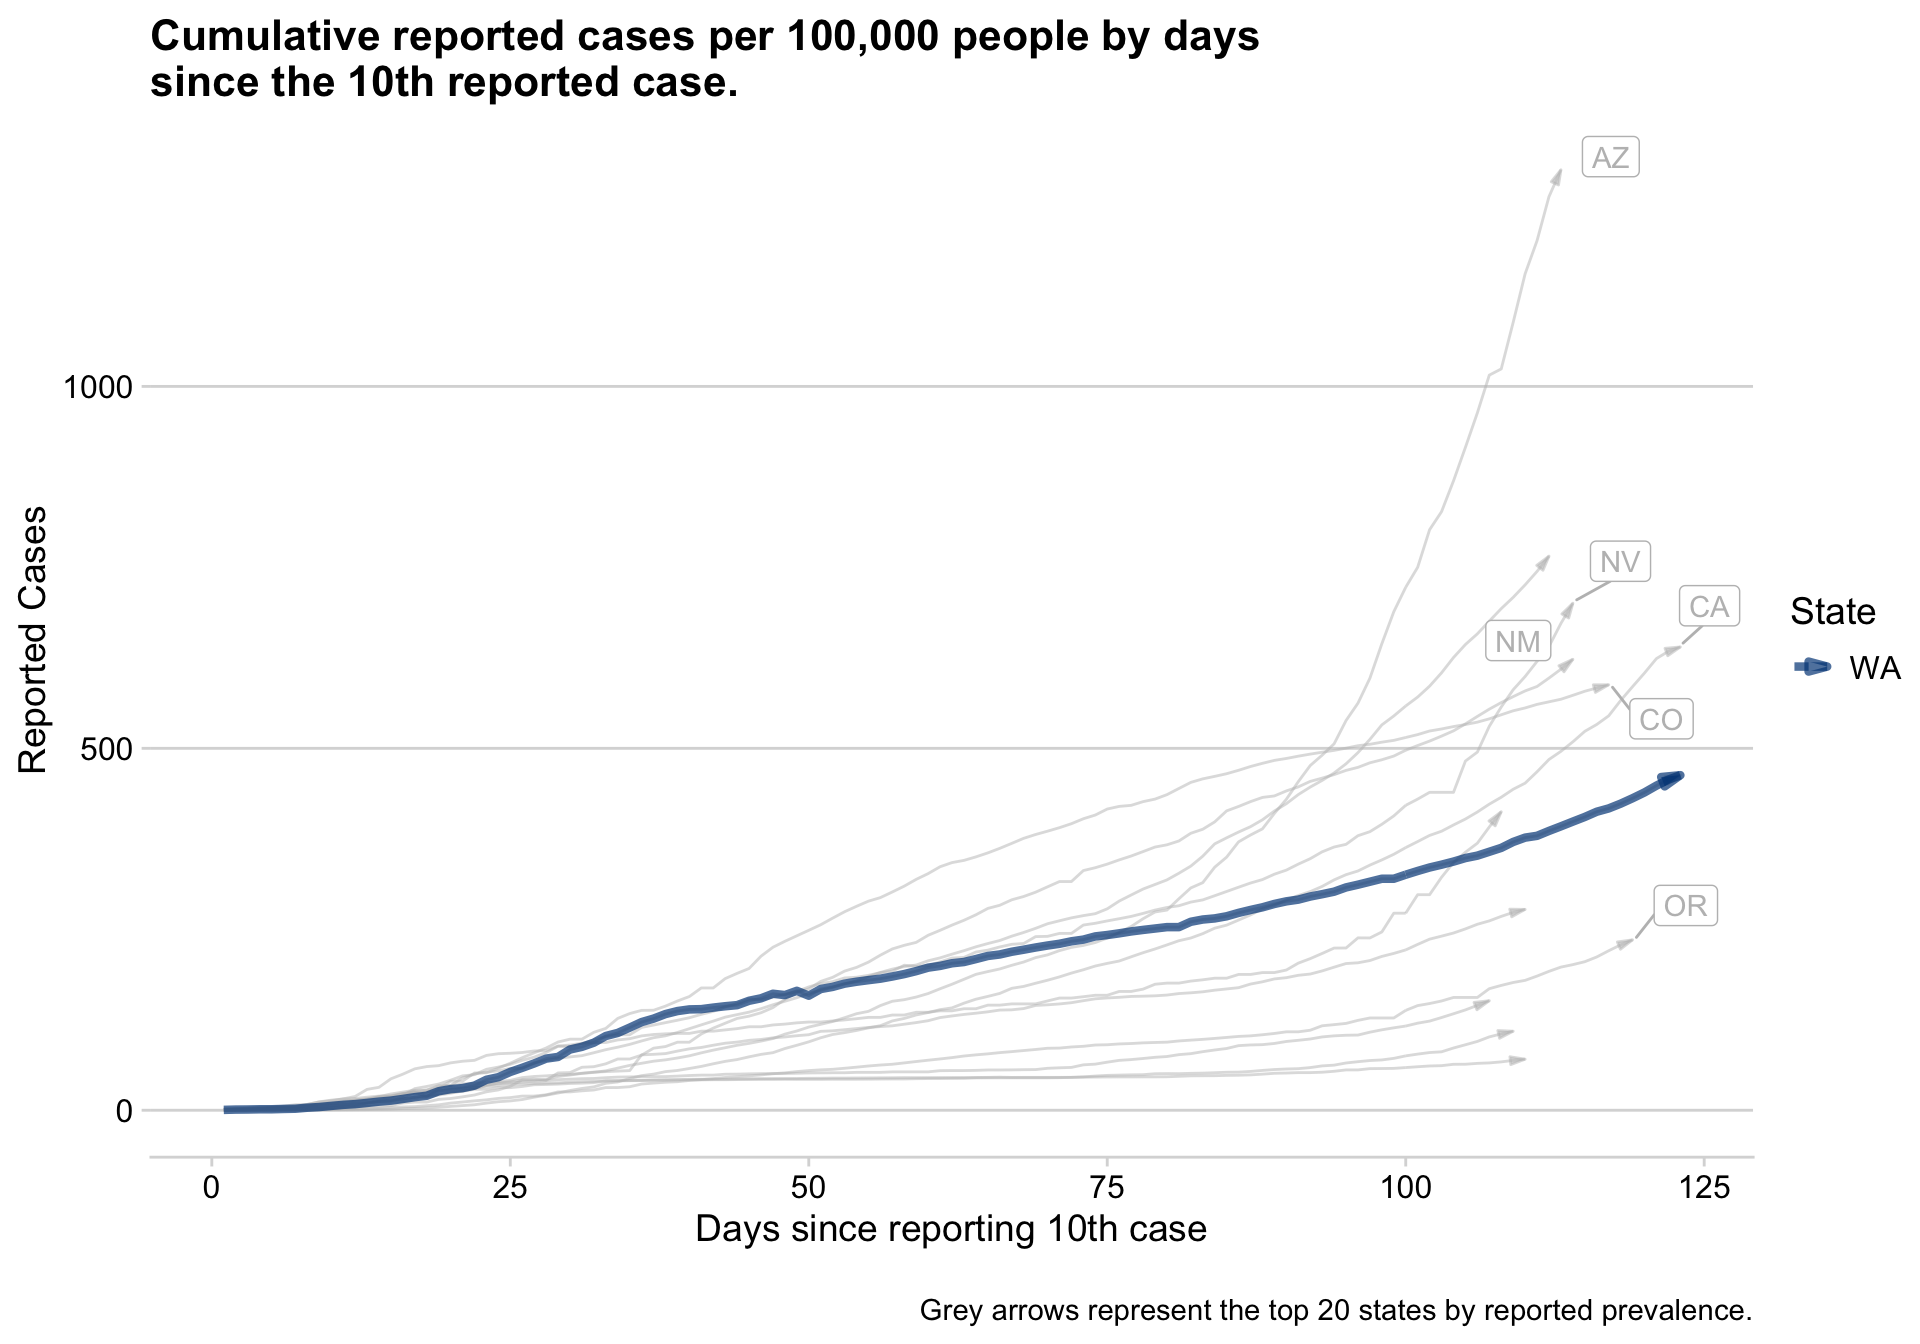 Cumulative reported cases per 100,000 people by days
since the 10th reported case.
AZ
1000
NV
CA
NM
CO
500
OR
0
Reported Cases
State
WA
0 25 50 75 100 125
Days since reporting 10th case
Grey arrows represent the top 20 states by reported prevalence.